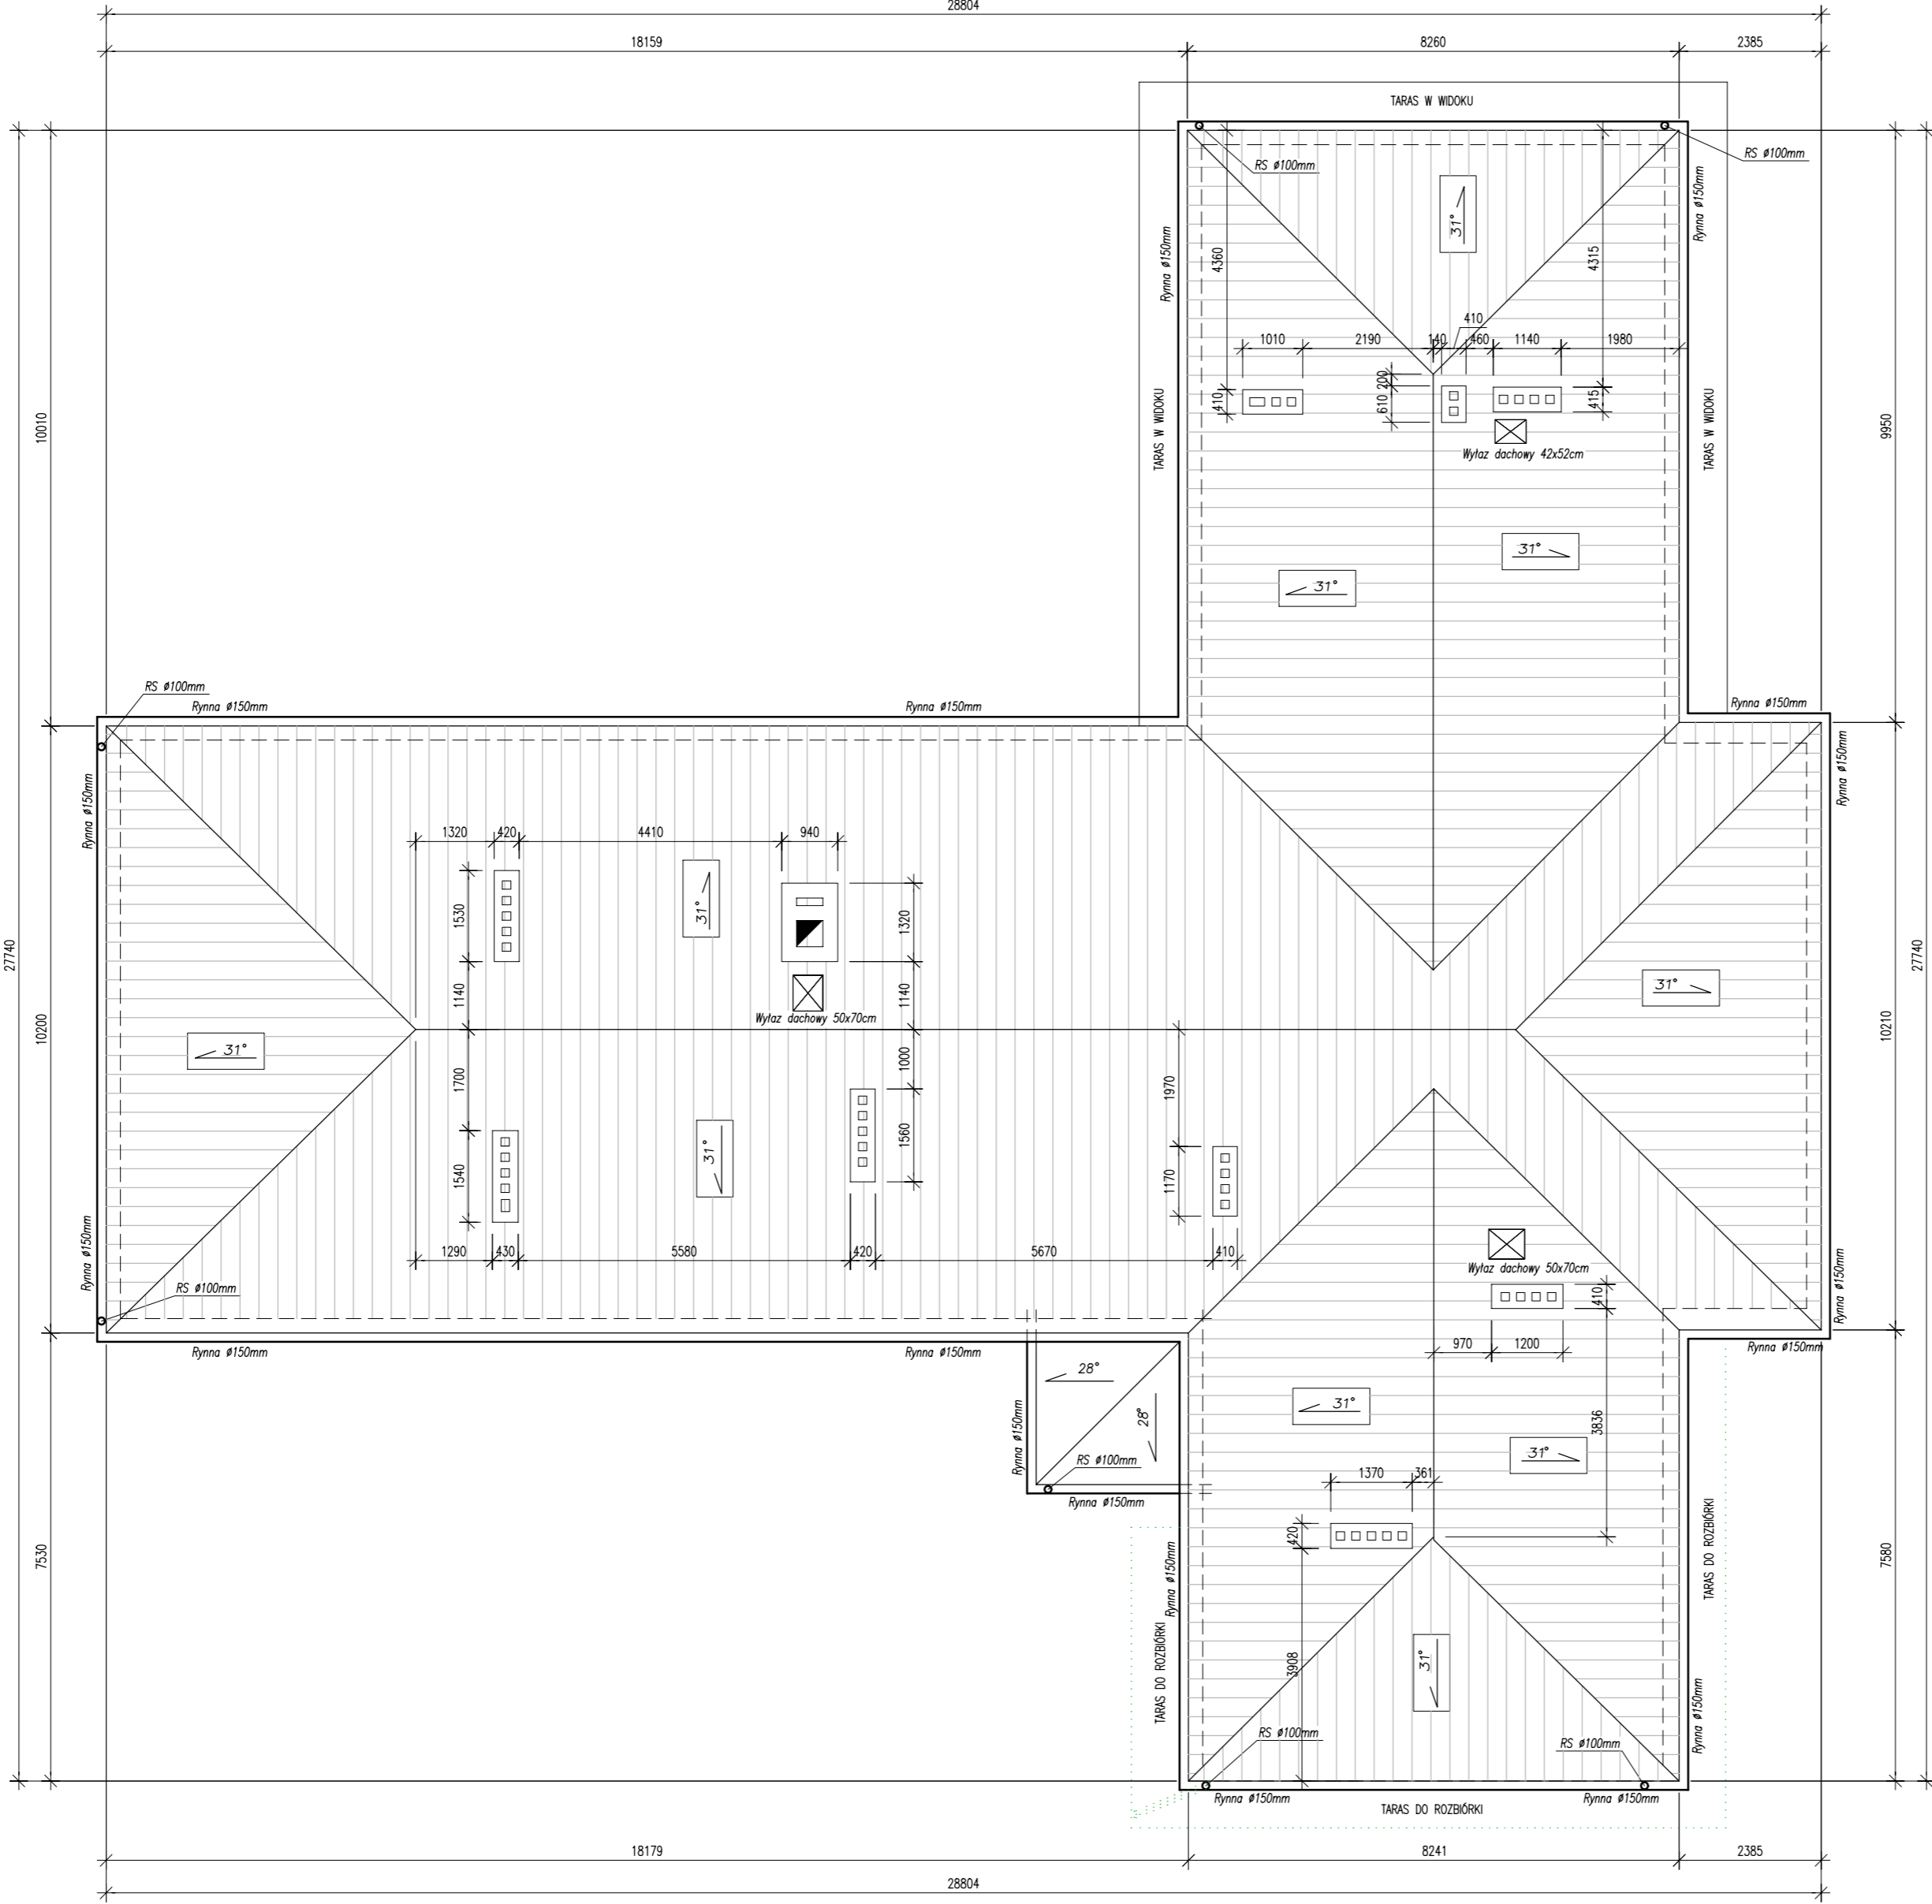 28804
18159
8260
2385
TARAS W WIDOKU
RS ø100mm
RS ø100mm
Rynna ø150mm
Rynna ø150mm
31°
4360
4315
410
1010
2190
140
460
1140
1980
200
610
410
415
Wyłaz dachowy 42x52cm
TARAS W WIDOKU
TARAS W WIDOKU
10010
9950
31°
31°
RS ø100mm
Rynna ø150mm
Rynna ø150mm
Rynna ø150mm
Rynna ø150mm
Rynna ø150mm
1320
420
4410
940
1530
31°
1320
27740
27740
1140
1140
Wyłaz dachowy 50x70cm
31°
31°
10200
10210
1700
1000
1970
1540
31°
1560
1170
1290
430
5580
420
5670
410
Wyłaz dachowy 50x70cm
410
Rynna ø150mm
RS ø100mm
Rynna ø150mm
Rynna ø150mm
Rynna ø150mm
Rynna ø150mm
970
1200
28°
28°
31°
3836
31°
Rynna ø150mm
RS ø100mm
Rynna ø150mm
1370
361
420
7530
7580
Rynna ø150mm
TARAS DO ROZBIÓRKI
TARAS DO ROZBIÓRKI
3908
31°
Rynna ø150mm
RS ø100mm
RS ø100mm
Rynna ø150mm
Rynna ø150mm
TARAS DO ROZBIÓRKI
18179
8241
2385
28804